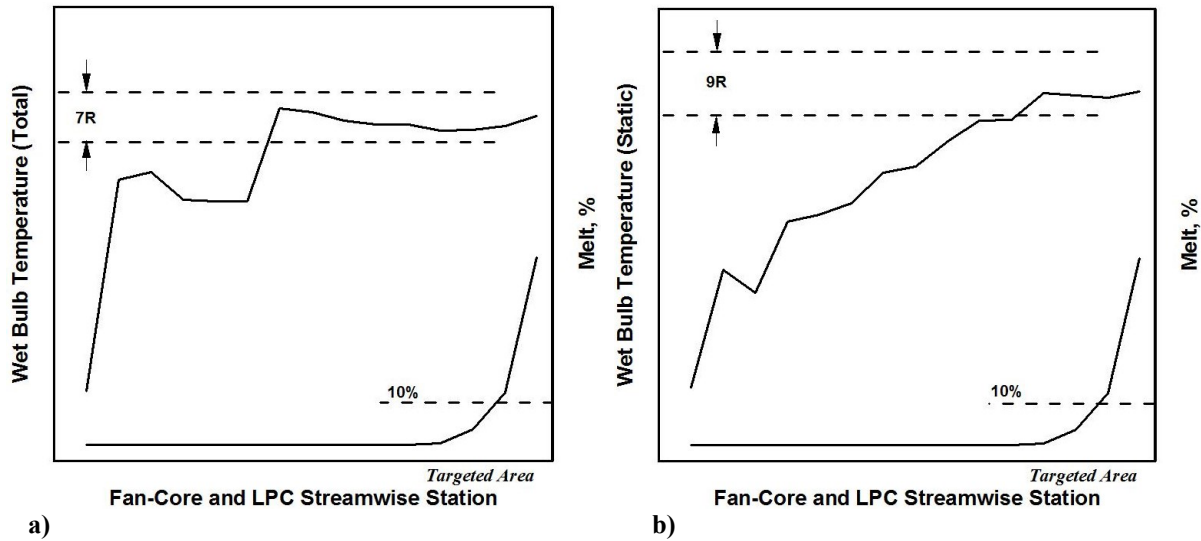 Wet Bulb Temperature (Total)
7R
10%
Melt, %
Targeted Area
Fan-Core and LPC Streamwise Station
a)
Wet Bulb Temperature (Static)
9R
10%
Melt, %
Targeted Area
Fan-Core and LPC Streamwise Station
b)